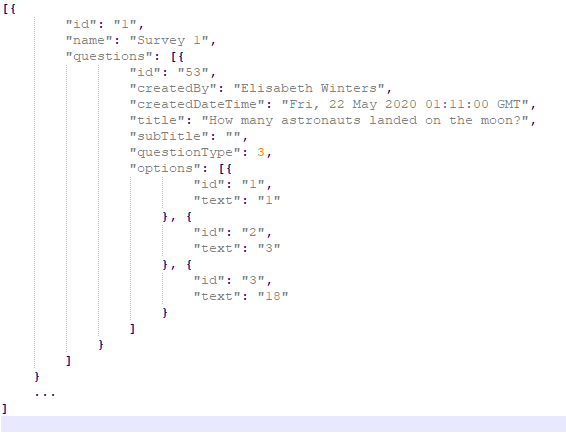 [{
"id": "1",
"name": "Survey 1",
"questions": [{
"id": "53",
"createdBy": "Elisabeth Winters",
"createdDateTime": "Fri, 22 May 2020 01:11:00 GMT",
"title": "How many astronauts landed on the moon?",
"subTitle": "",
"questionType": 3,
"options": [{
"id": "1",
"text": "1"
}, {
"id": "2",
"text": "3"
}, {
"id": "3",
"text": "18"
}
]
}
]
}
...
]